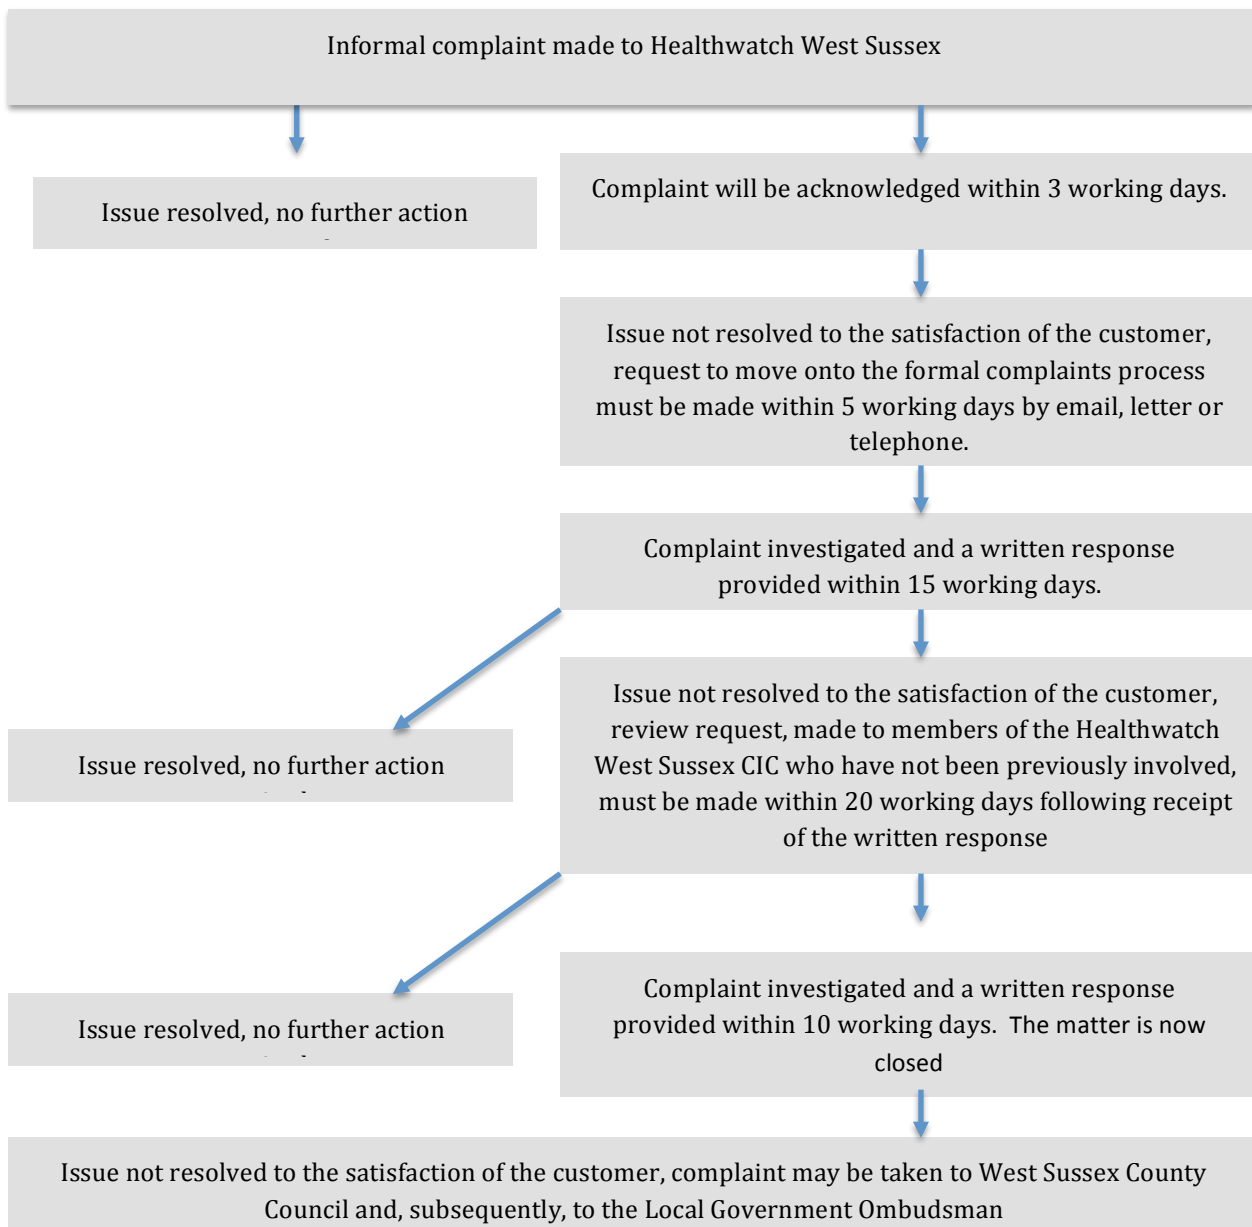 Informal complaint made to Healthwatch West Sussex
Issue resolved, no further action
Complaint will be acknowledged within 3 working days.
Issue not resolved to the satisfaction of the customer,
request to move onto the formal complaints process
must be made within 5 working days by email, letter or
telephone.
Complaint investigated and a written response
provided within 15 working days.
Issue not resolved to the satisfaction of the customer,
review request, made to members of the Healthwatch
West Sussex CIC who have not been previously involved,
must be made within 20 working days following receipt
of the written response
Issue resolved, no further action
Complaint investigated and a written response
provided within 10 working days. The matter is now
closed
Issue resolved, no further action
Issue not resolved to the satisfaction of the customer, complaint may be taken to West Sussex County
Council and, subsequently, to the Local Government Ombudsman